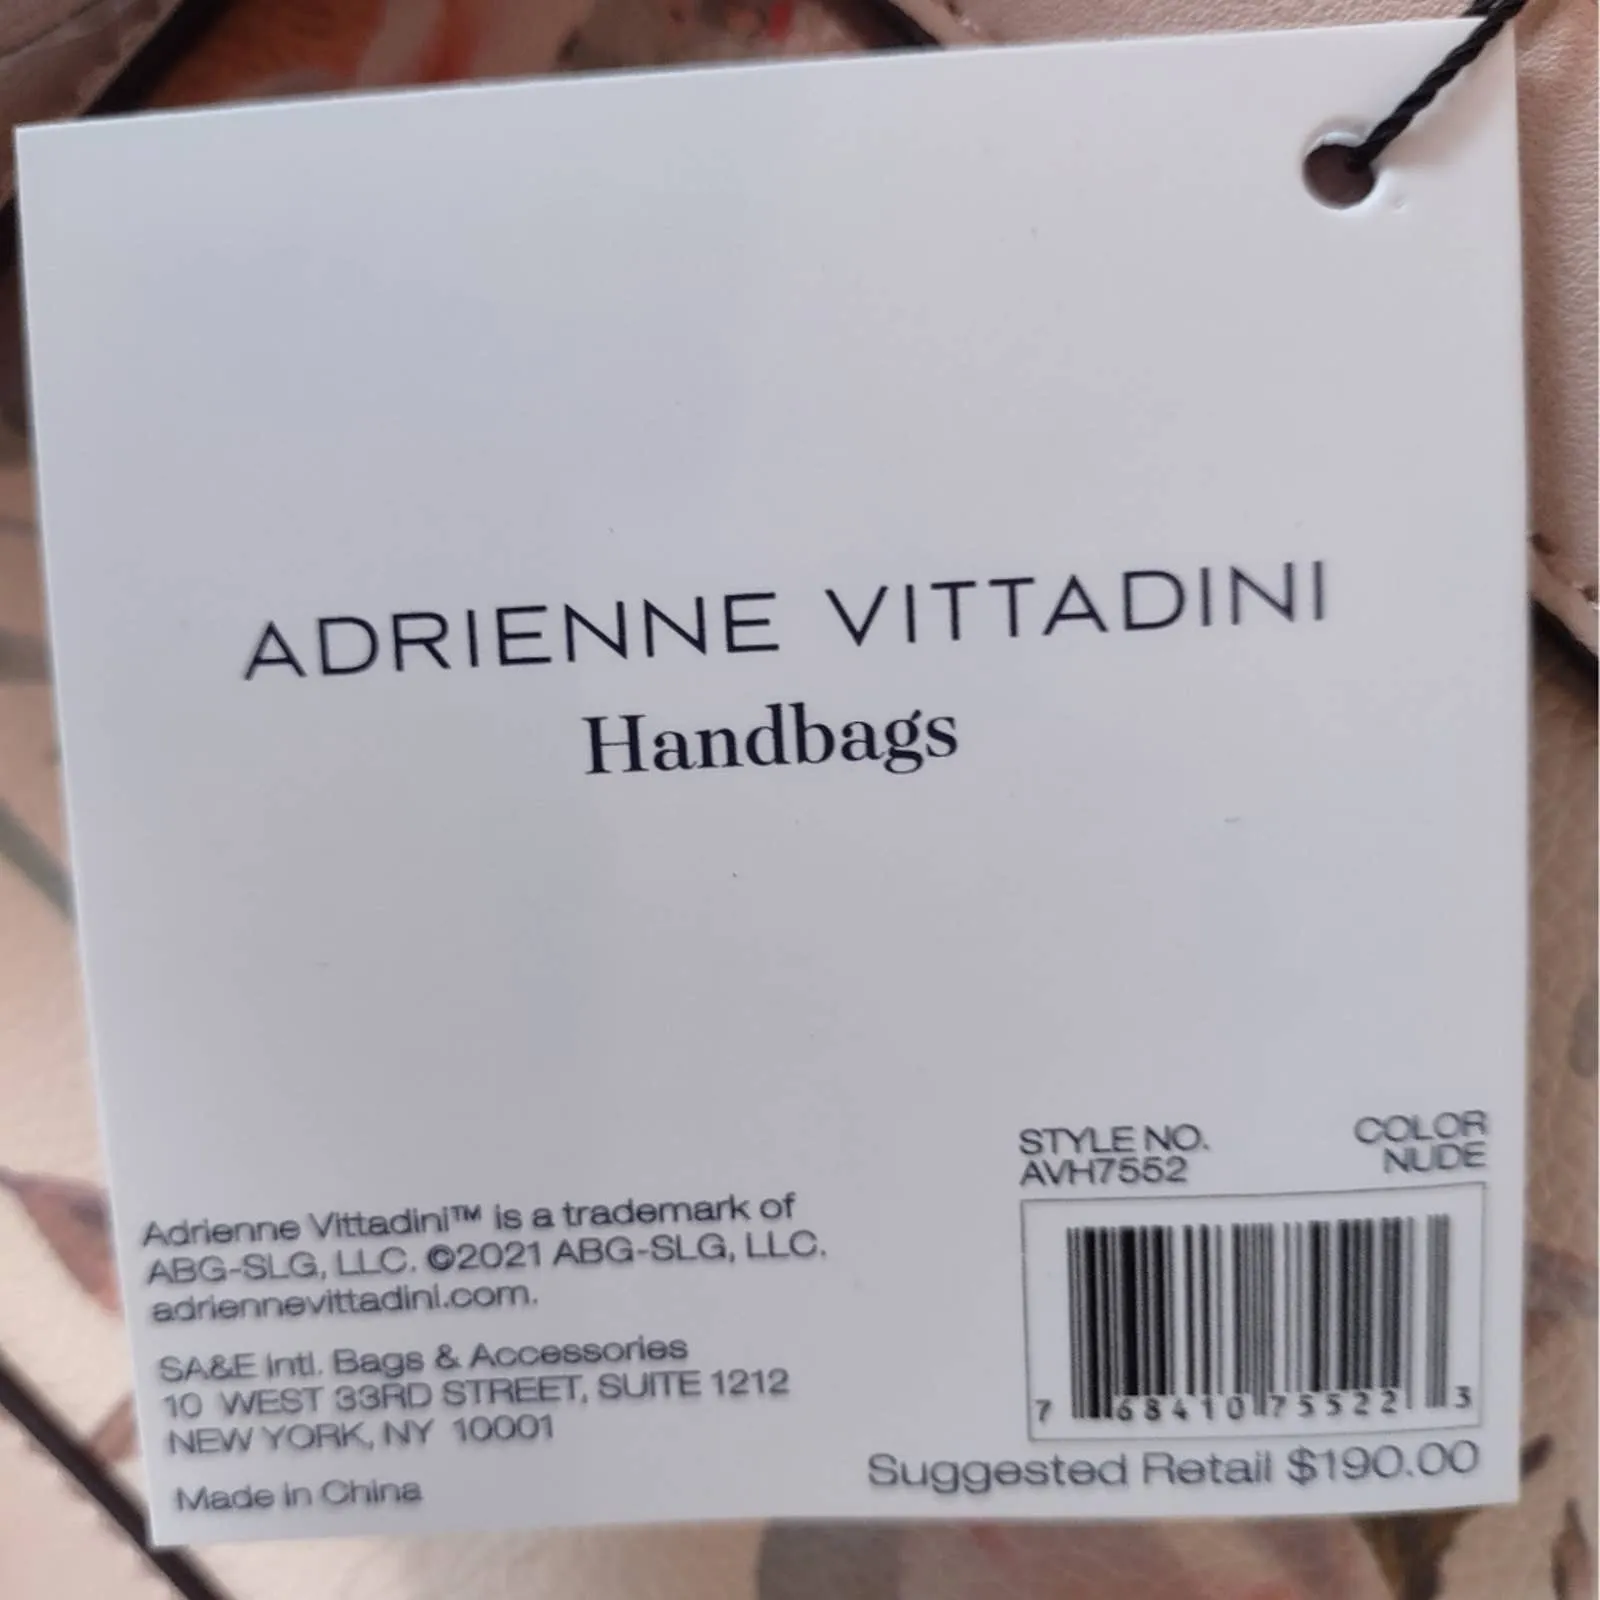 ADRIENNE VITTADINI
Handbags
STYLE NO.
AVH7552
COLOR
NUDE
Adrienne Vittadini™ is a trademark of
ABG-SLG, LLC. ©2021 ABG-SLG, LLC.
adriennevittadini.com.
SA&E Intl. Bags & Accessories
10 WEST 33RD STREET, SUITE 1212
NEW YORK, NY 10001
Made in China
7 68410 75522 3
Suggested Retail $190.00